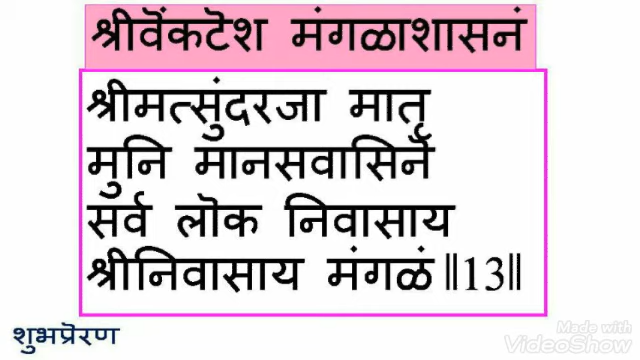 श्रीवॆंकटॆश मंगळाशासनं
श्रीमत्सुंदरजा मातृ
मुनि मानसवासिनॆ
सर्व लॊक निवासाय
श्रीनिवासाय मंगळं ||13||
शुभप्रॆरण
Made with
VideoShow